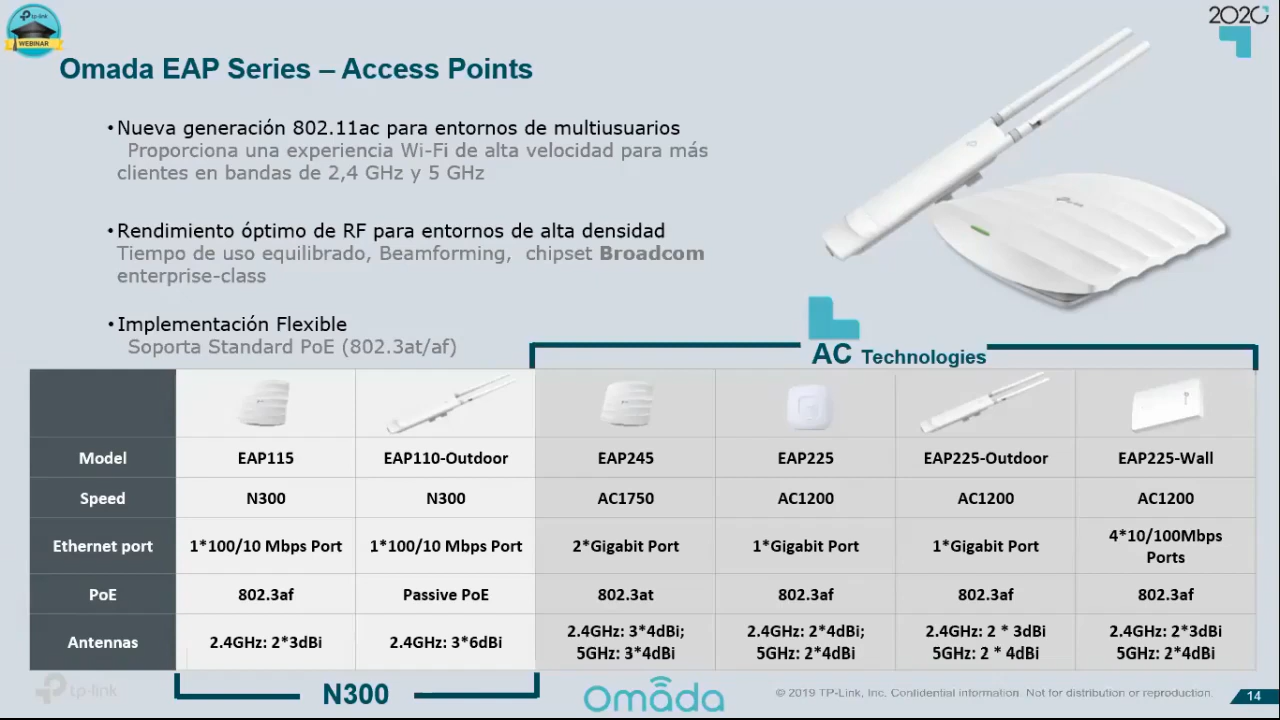 tp-link
WEBINAR
2020
Omada EAP Series – Access Points
•Nueva generación 802.11ac para entornos de multiusuarios
Proporciona una experiencia Wi-Fi de alta velocidad para más
clientes en bandas de 2,4 GHz y 5 GHz
•Rendimiento óptimo de RF para entornos de alta densidad
Tiempo de uso equilibrado, Beamforming, chipset Broadcom
enterprise-class
•Implementación Flexible
Soporta Standard PoE (802.3at/af)
AC Technologies
Model EAP115 EAP110-Outdoor EAP245 EAP225 EAP225-Outdoor EAP225-Wall
Speed N300 N300 AC1750 AC1200 AC1200 AC1200
Ethernet port 1*100/10 Mbps Port 1*100/10 Mbps Port 2*Gigabit Port 1*Gigabit Port 1*Gigabit Port 4*10/100Mbps
Ports
PoE 802.3af Passive PoE 802.3at 802.3af 802.3af 802.3af
Antennas 2.4GHz: 2*3dBi 2.4GHz: 3*6dBi 2.4GHz: 3*4dBi; 2.4GHz: 2*4dBi; 2.4GHz: 2 * 3dBi 2.4GHz: 2*3dBi
5GHz: 3*4dBi 5GHz: 2*4dBi 5GHz: 2 * 4dBi 5GHz: 2*4dBi
tp-link
N300
omada
© 2019 TP-Link, Inc. Confidential information. Not for distribution or reproduction.
14